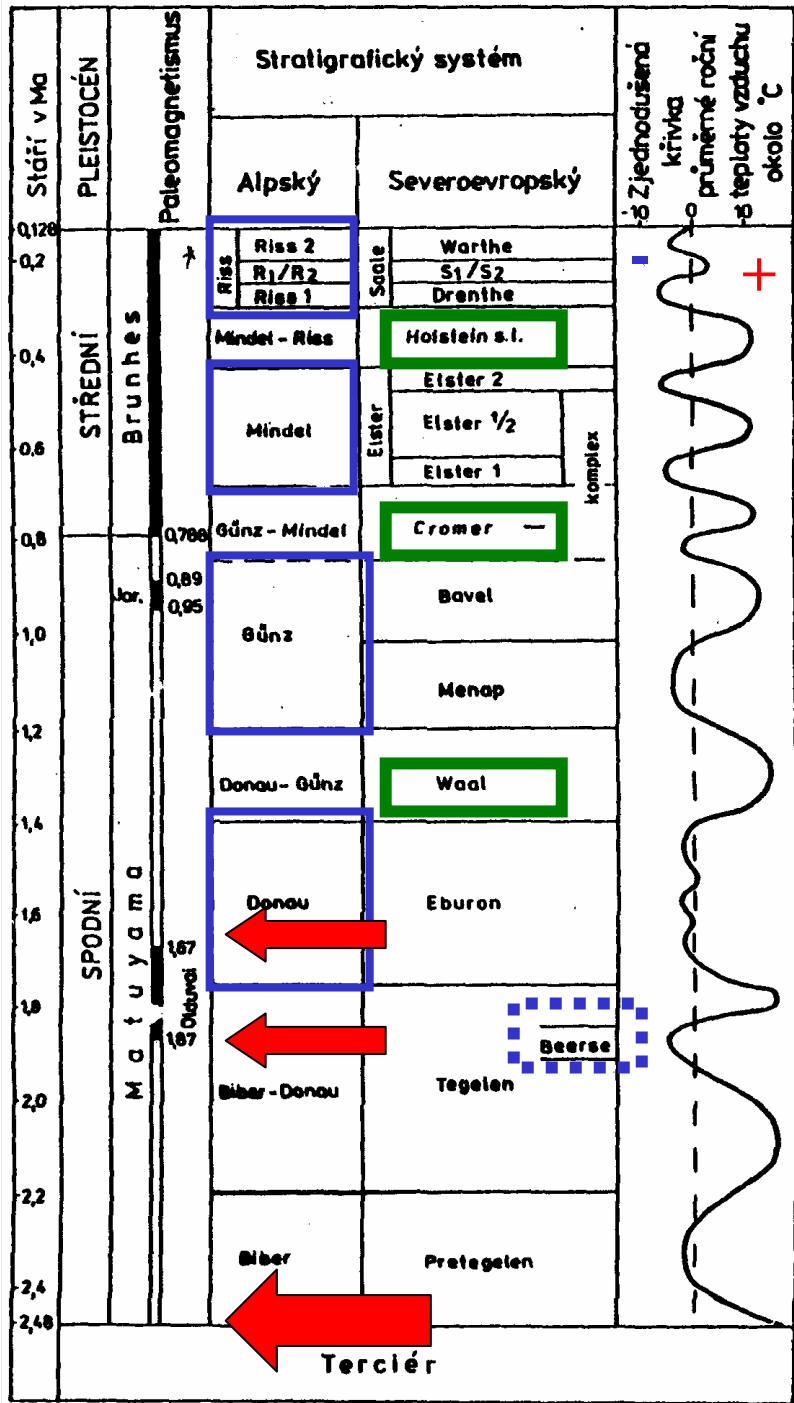 Stáří v Ma
PLEISTOCÉN
Paleomagnetismus
Stratigrafický systém
Alpský
Severoevropský
Zjednodušená
křivka
průměrné roční
teploty vzduchu
okolo °C
0
0,128
0,2
0,4
0,6
0,8
1,0
1,2
1,4
1,6
1,8
2,0
2,2
2,4
2,48
STŘEDNÍ
SPODNÍ
Brunhes
Matuyama
Jar.
Olduvai
0,788
0,89
0,95
1,67
1,87
Riss
Riss 2
R1/R2
Riss 1
Saale
Warthe
S1/S2
Drenthe
Mindel - Riss
Holstein s.l.
Mindel
Elster
Elster 2
Elster 1/2
Elster 1
komplex
Günz - Mindel
Cromer —
Günz
Bavel
Menap
Donau - Günz
Waal
Donau
Eburon
Beerse
Biber - Donau
Tegelen
Biber
Pretegelen
Terciér
- +